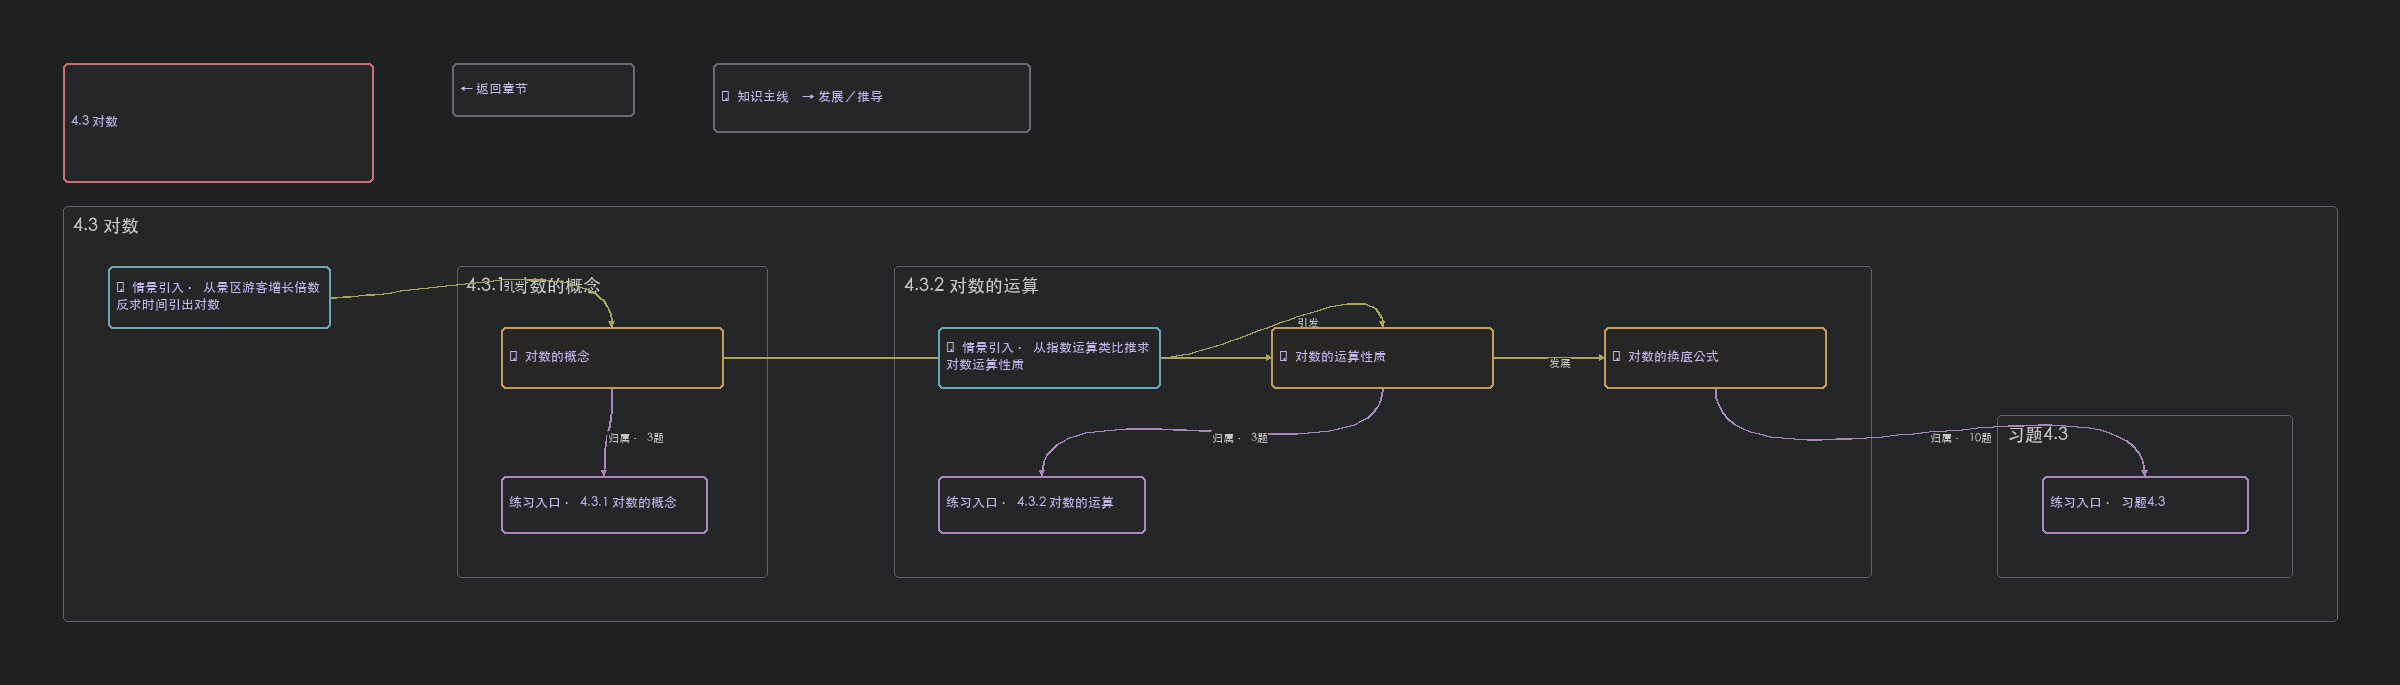 4.3 对数
← 返回章节
知识主线 → 发展／推导
4.3 对数
情景引入· 从景区游客增长倍数
反求时间引出对数
4.3.1 对数的概念
引发
对数的概念
归属· 3题
练习入口· 4.3.1 对数的概念
4.3.2 对数的运算
情景引入· 从指数运算类比推求
对数运算性质
引发
对数的运算性质
发展
对数的换底公式
归属· 3题
练习入口· 4.3.2 对数的运算
归属· 10题
习题4.3
练习入口· 习题4.3